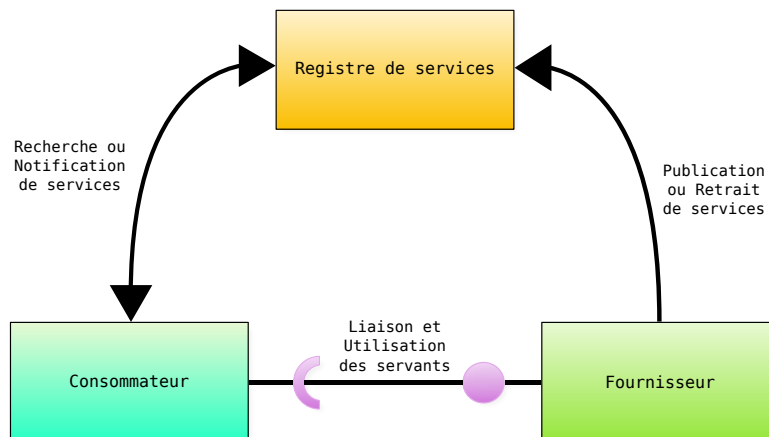 Registre de services
Recherche ou
Notification
de services
Publication
ou Retrait
de services
Liaison et
Utilisation
des servants
Consommateur
Fournisseur